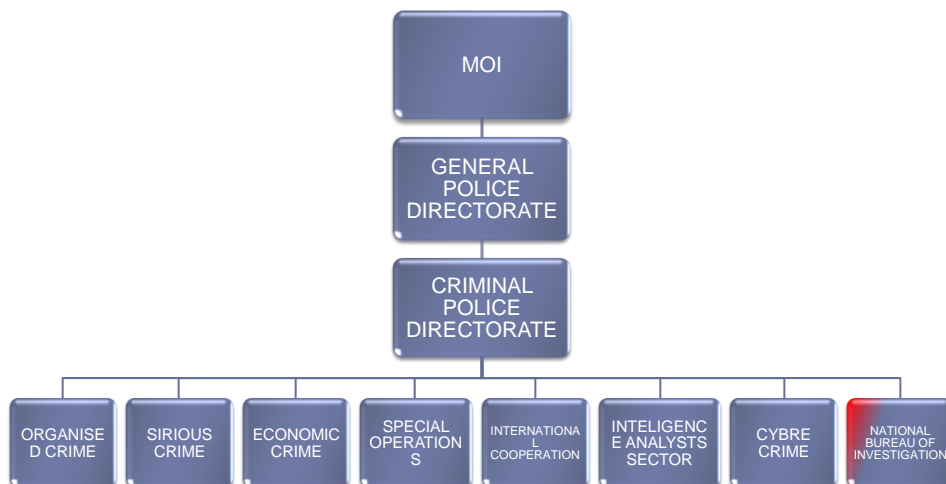 MOI
GENERAL
POLICE
DIRECTORATE
CRIMINAL
POLICE
DIRECTORATE
ORGANISE
D CRIME
SIRIOUS
CRIME
ECONOMIC
CRIME
SPECIAL
OPERATION
S
INTERNATIONA
L
COOPERATION
INTELIGENC
E ANALYSTS
SECTOR
CYBRE
CRIME
NATIONAL
BUREAU OF
INVESTIGATION